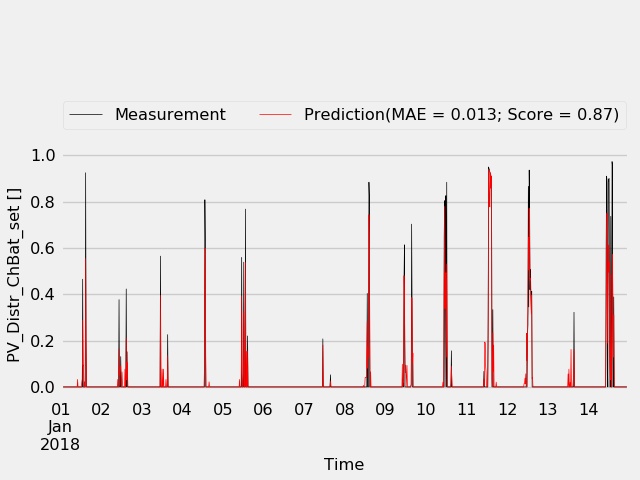 Measurement
Prediction(MAE = 0.013; Score = 0.87)
PV_Distr_ChBat_set []
1.0
0.8
0.6
0.4
0.2
0.0
01 02 03 04 05 06 07 08 09 10 11 12 13 14
Jan
2018
Time